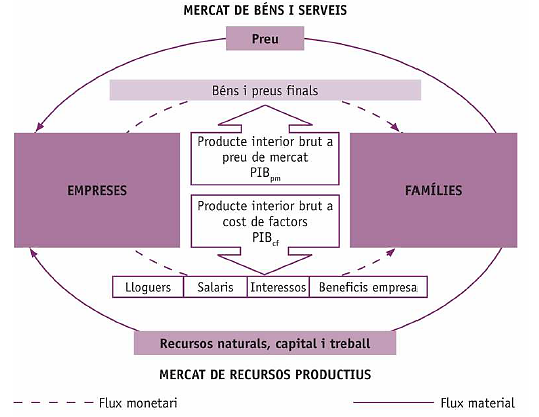 MERCAT DE BÉNS I SERVEIS
Preu
Béns i preus finals
Producte interior brut a
preu de mercat
PIBpm
EMPRESES
FAMÍLIES
Producte interior brut a
cost de factors
PIBcf
Lloguers Salaris Interessos Beneficis empresa
Recursos naturals, capital i treball
MERCAT DE RECURSOS PRODUCTIUS
Flux monetari Flux material